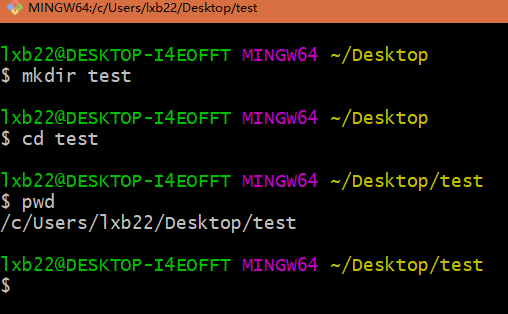 MINGW64:/c/Users/lxb22/Desktop/test
lxb22@DESKTOP-I4EOFFT MINGW64 ~/Desktop
$ mkdir test
lxb22@DESKTOP-I4EOFFT MINGW64 ~/Desktop
$ cd test
lxb22@DESKTOP-I4EOFFT MINGW64 ~/Desktop/test
$ pwd
/c/Users/lxb22/Desktop/test
lxb22@DESKTOP-I4EOFFT MINGW64 ~/Desktop/test
$